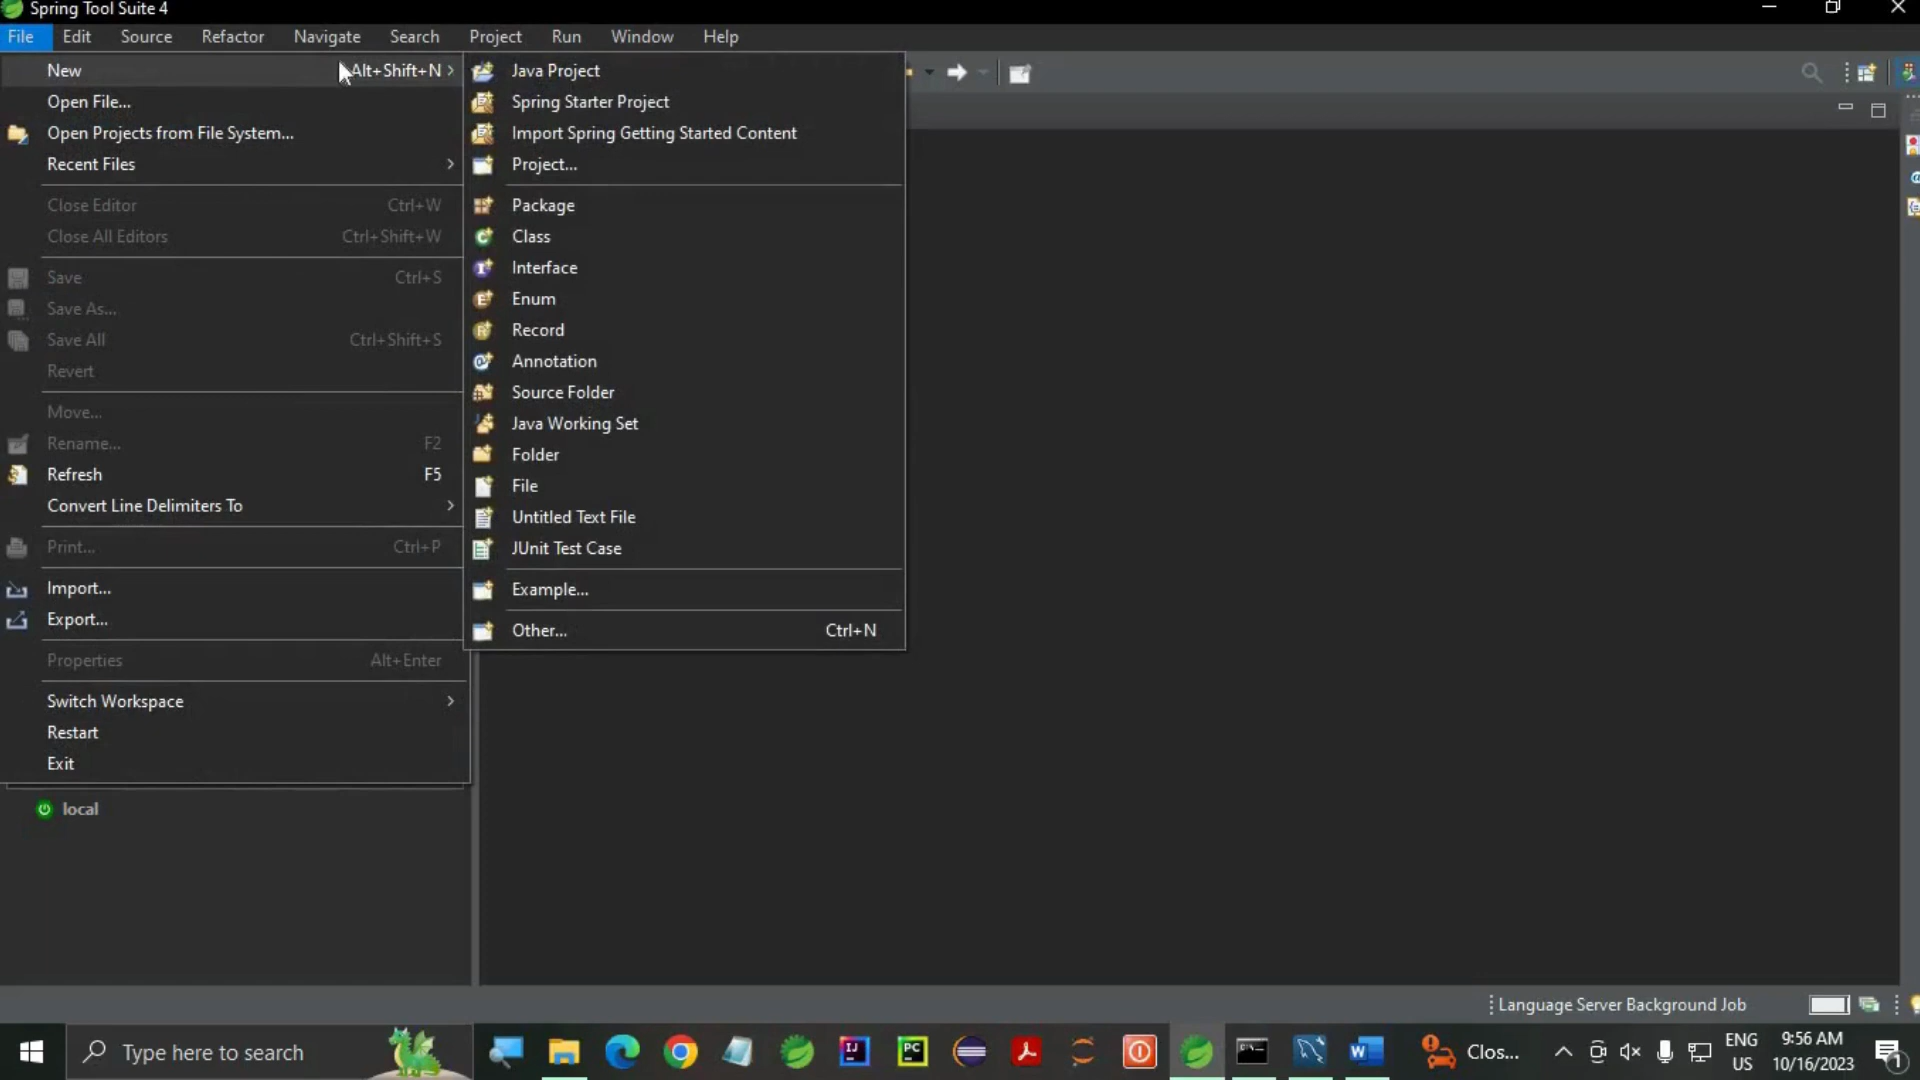 Spring Tool Suite 4
File Edit Source Refactor Navigate Search Project Run Window Help
New Alt+Shift+N
Open File...
Open Projects from File System...
Recent Files
Close Editor Ctrl+W
Close All Editors Ctrl+Shift+W
Save Ctrl+S
Save As...
Save All Ctrl+Shift+S
Revert
Move...
Rename... F2
Refresh F5
Convert Line Delimiters To
Print... Ctrl+P
Import...
Export...
Properties Alt+Enter
Switch Workspace
Restart
Exit
Java Project
Spring Starter Project
Import Spring Getting Started Content
Project...
Package
Class
Interface
Enum
Record
Annotation
Source Folder
Java Working Set
Folder
File
Untitled Text File
JUnit Test Case
Example...
Other... Ctrl+N
local
Language Server Background Job
Type here to search
IJ
PC
W
Clos...
ENG
US
9:56 AM
10/16/2023
1